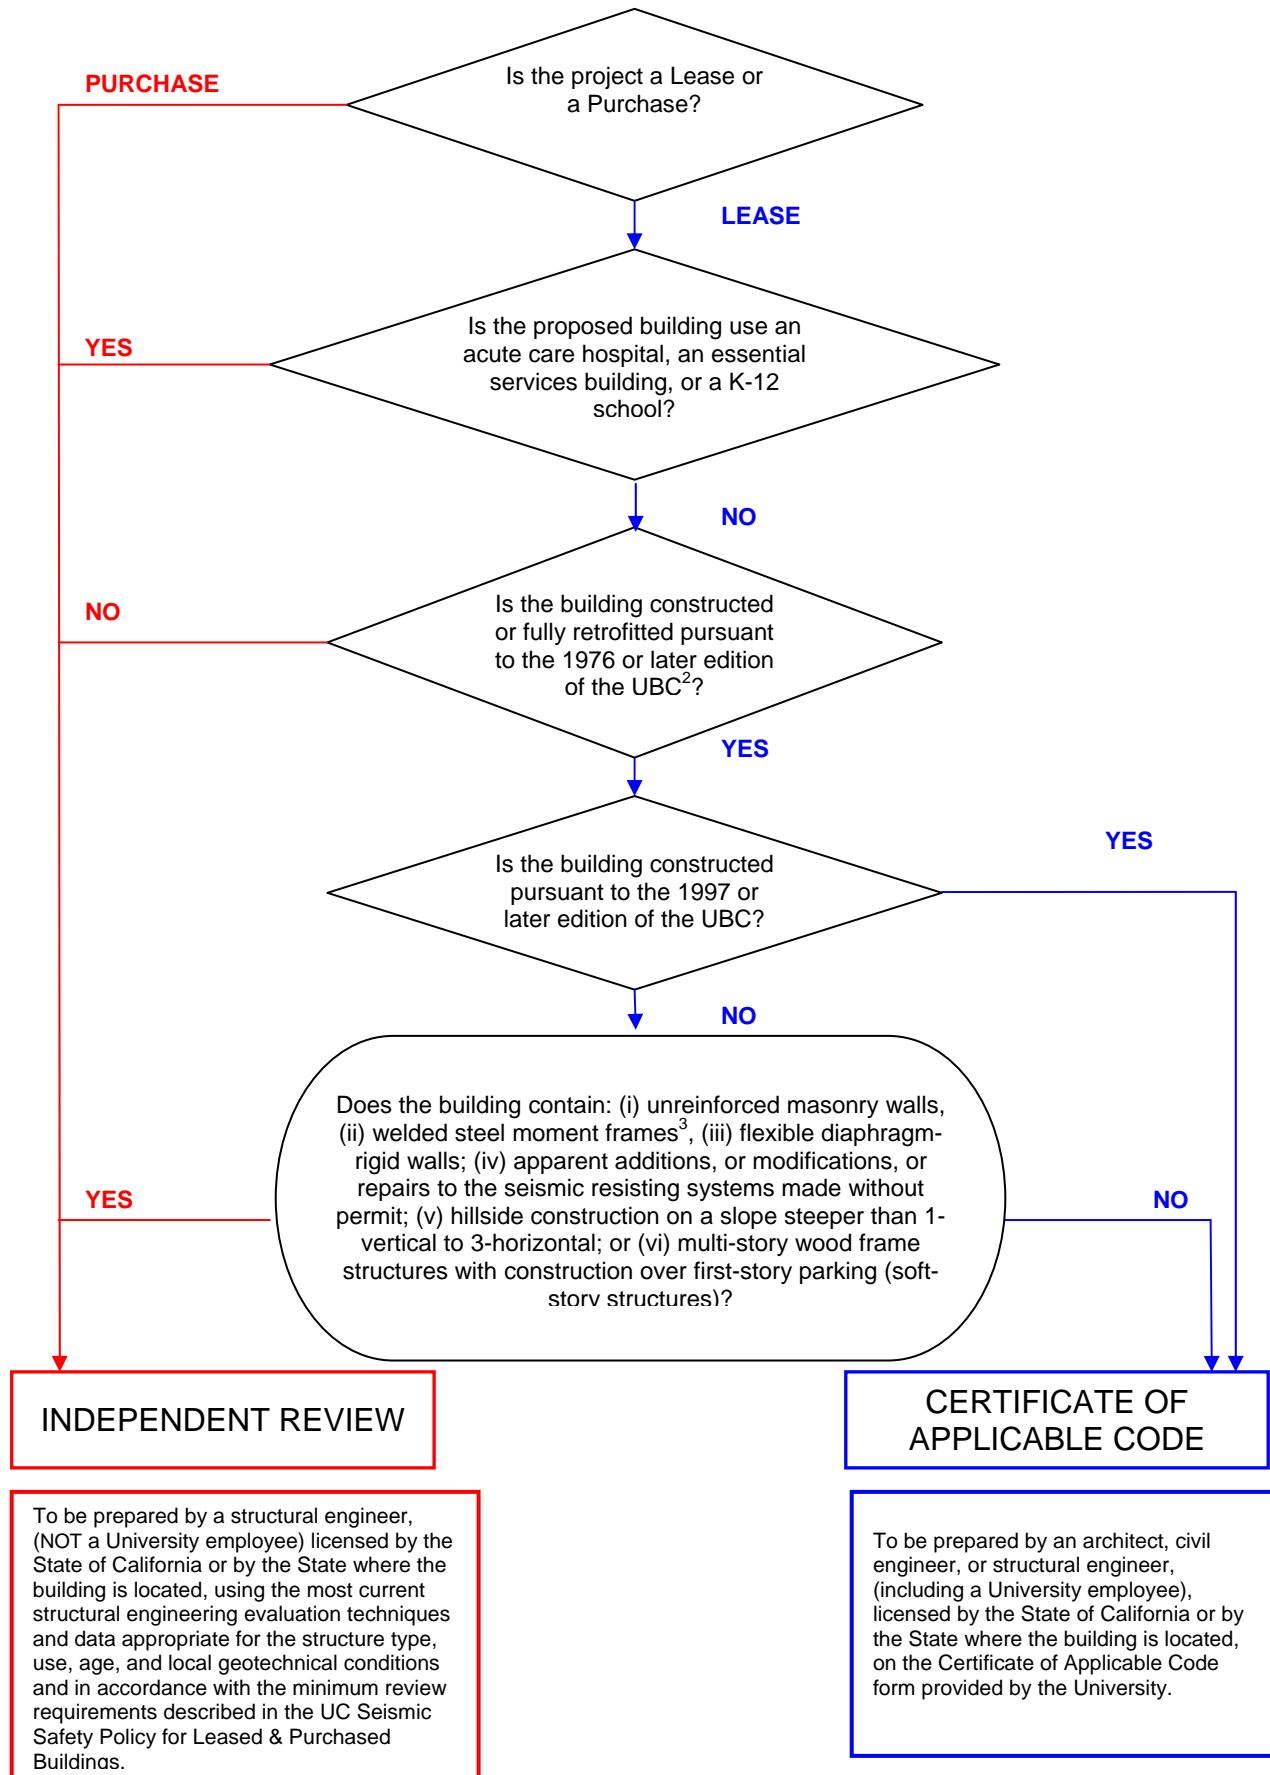 Is the project a Lease or
a Purchase?
PURCHASE
LEASE
Is the proposed building use an
acute care hospital, an essential
services building, or a K-12
school?
YES
NO
Is the building constructed
or fully retrofitted pursuant
to the 1976 or later edition
of the UBC²?
NO
YES
Is the building constructed
pursuant to the 1997 or
later edition of the UBC?
YES
NO
Does the building contain: (i) unreinforced masonry walls,
(ii) welded steel moment frames³, (iii) flexible diaphragm-
rigid walls; (iv) apparent additions, or modifications, or
repairs to the seismic resisting systems made without
permit; (v) hillside construction on a slope steeper than 1-
vertical to 3-horizontal; or (vi) multi-story wood frame
structures with construction over first-story parking (soft-
story structures)?
YES
NO
INDEPENDENT REVIEW
CERTIFICATE OF
APPLICABLE CODE
To be prepared by a structural engineer,
(NOT a University employee) licensed by the
State of California or by the State where the
building is located, using the most current
structural engineering evaluation techniques
and data appropriate for the structure type,
use, age, and local geotechnical conditions
and in accordance with the minimum review
requirements described in the UC Seismic
Safety Policy for Leased & Purchased
Buildings.
To be prepared by an architect, civil
engineer, or structural engineer,
(including a University employee),
licensed by the State of California or by
the State where the building is located,
on the Certificate of Applicable Code
form provided by the University.